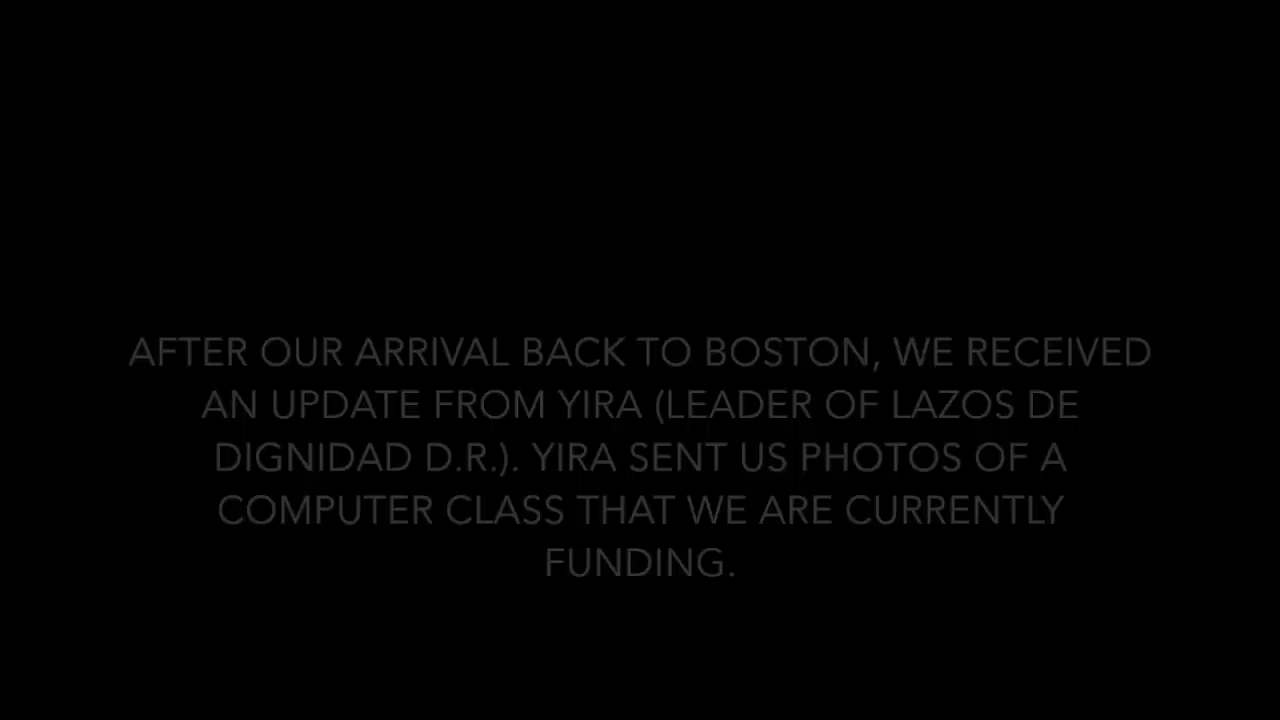 AFTER OUR ARRIVAL BACK TO BOSTON, WE RECEIVED
AN UPDATE FROM YIRA (LEADER OF LAZOS DE
DIGNIDAD D.R.). YIRA SENT US PHOTOS OF A
COMPUTER CLASS THAT WE ARE CURRENTLY
FUNDING.